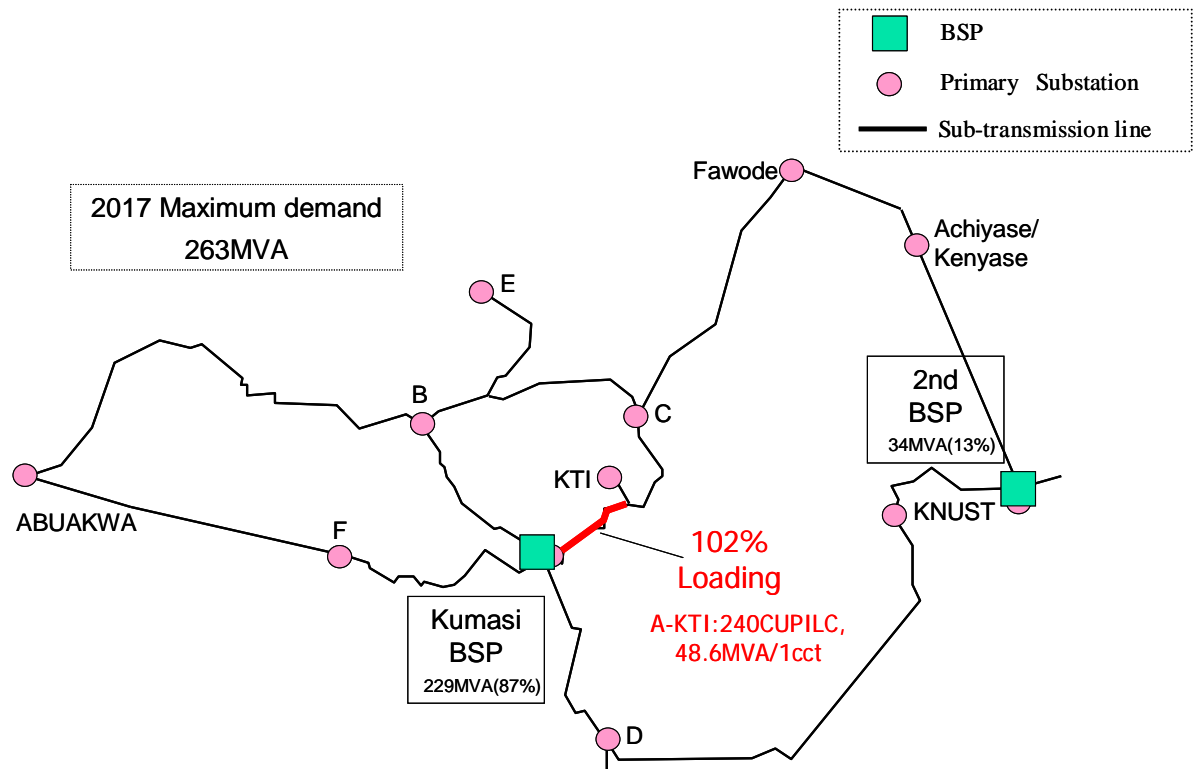 BSP
Primary Substation
Sub-transmission line
Fawode
2017 Maximum demand
263MVA
Achiyase/
Kenyase
E
2nd
BSP
34MVA(13%)
B
C
KTI
ABUAKWA
KNUST
F
102%
Loading
A-KTI:240CUPILC,
48.6MVA/1cct
Kumasi
BSP
229MVA(87%)
D